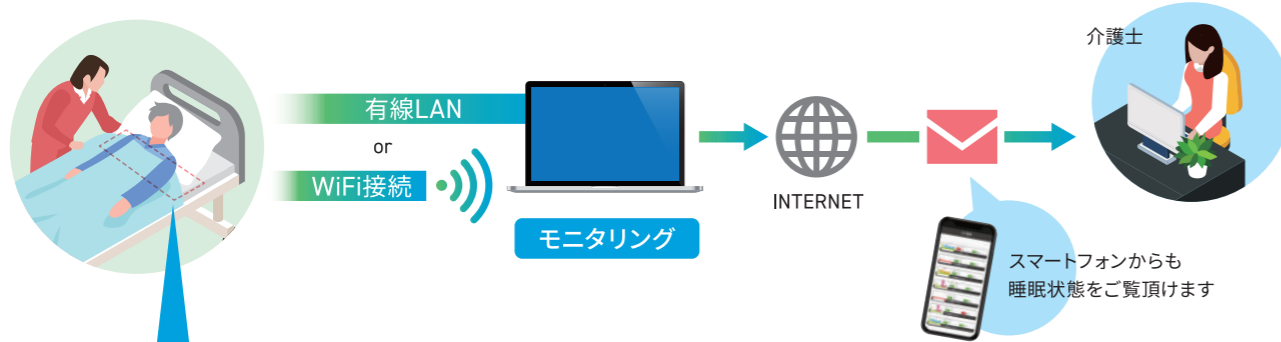 介護士
有線LAN
or
WiFi接続
INTERNET
モニタリング
スマートフォンからも
睡眠状態をご覧頂けます